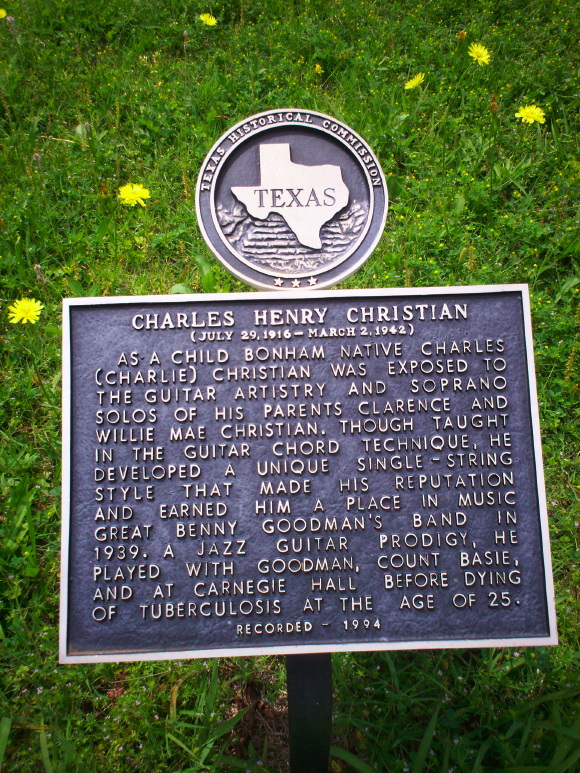 TEXAS HISTORICAL COMMISSION
TEXAS
CHARLES HENRY CHRISTIAN
(JULY 29, 1916 – MARCH 2, 1942)
AS A CHILD BONHAM NATIVE CHARLES
(CHARLIE) CHRISTIAN WAS EXPOSED TO
THE GUITAR ARTISTRY AND SOPRANO
SOLOS OF HIS PARENTS CLARENCE AND
WILLIE MAE CHRISTIAN. THOUGH TAUGHT
IN THE GUITAR CHORD TECHNIQUE, HE
DEVELOPED A UNIQUE SINGLE-STRING
STYLE THAT MADE HIS REPUTATION
AND EARNED HIM A PLACE IN MUSIC
GREAT BENNY GOODMAN'S BAND IN
1939. A JAZZ GUITAR PRODIGY, HE
PLAYED WITH GOODMAN, COUNT BASIE,
AND AT CARNEGIE HALL BEFORE DYING
OF TUBERCULOSIS AT THE AGE OF 25.
RECORDED – 1994